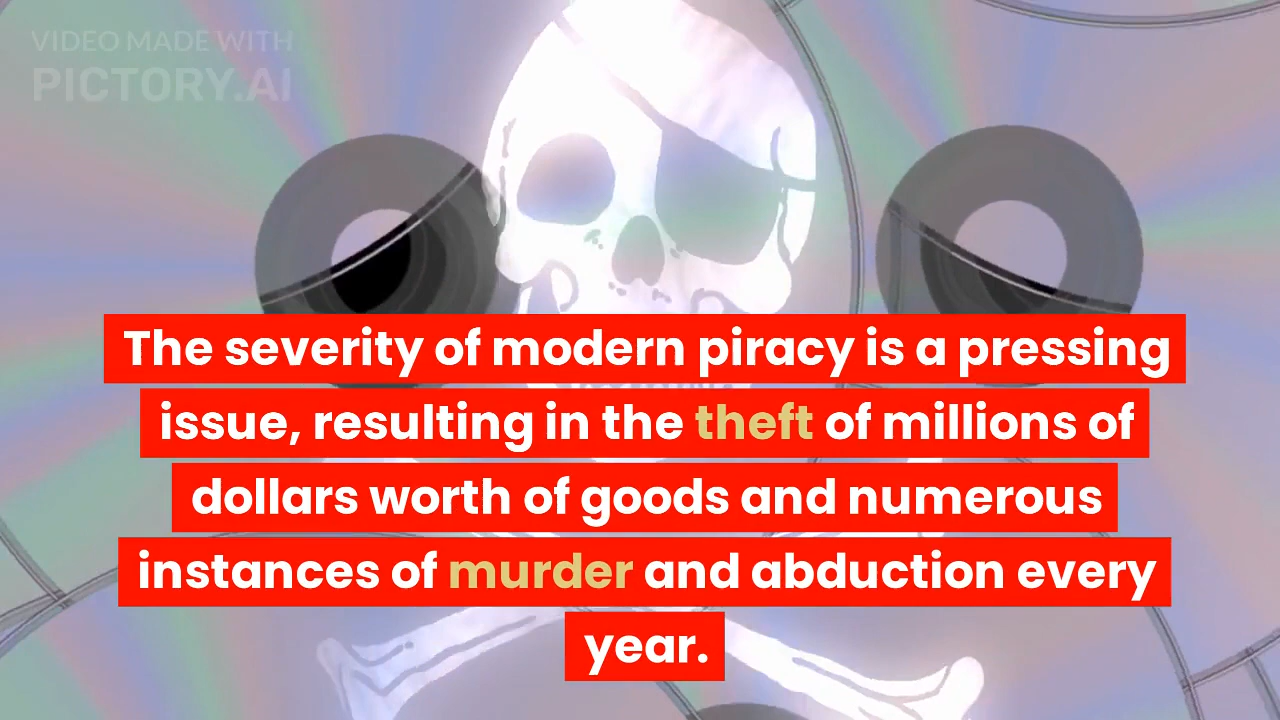 VIDEO MADE WITH
PICTORY.AI
The severity of modern piracy is a pressing
issue, resulting in the theft of millions of
dollars worth of goods and numerous
instances of murder and abduction every
year.